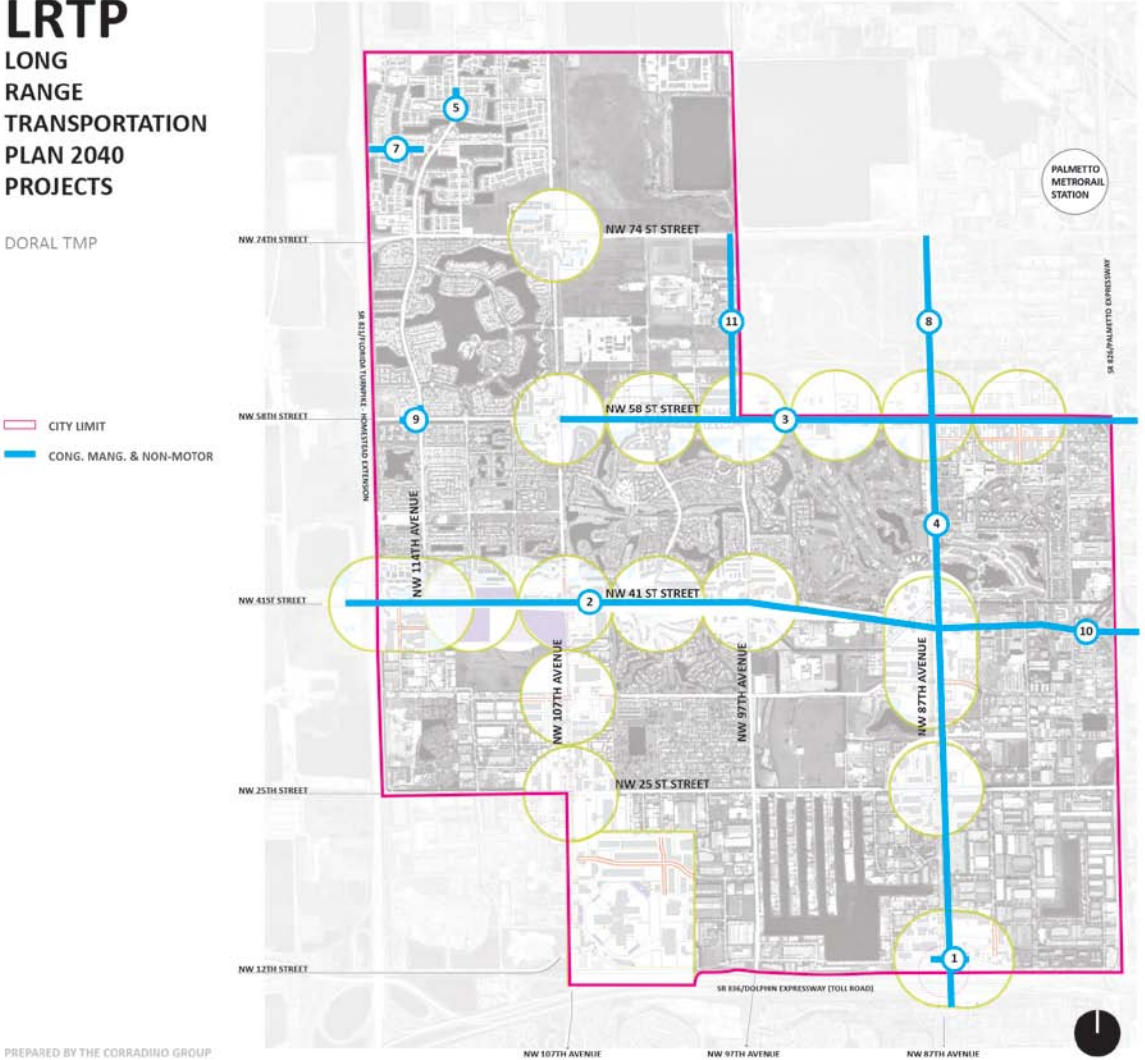 LRTP
LONG
RANGE
TRANSPORTATION
PLAN 2040
PROJECTS
DORAL TMP
CITY LIMIT
CONG. MANG. & NON-MOTOR
PREPARED BY THE CORRADINO GROUP
5
7
PALMETTO
METRORAIL
STATION
NW 74TH STREET
NW 74 ST STREET
SR 821/FLORIDA TURNPIKE - HOMESTEAD EXTENSION
SR 826/PALMETTO EXPRESSWAY
11
8
NW 58TH STREET
9
NW 58 ST STREET
3
NW 114TH AVENUE
4
NW 41ST STREET
2
NW 41 ST STREET
10
NW 107TH AVENUE
NW 97TH AVENUE
NW 87TH AVENUE
NW 25TH STREET
NW 25 ST STREET
NW 12TH STREET
1
SR 836/DOLPHIN EXPRESSWAY (TOLL ROAD)
NW 107TH AVENUE
NW 97TH AVENUE
NW 87TH AVENUE